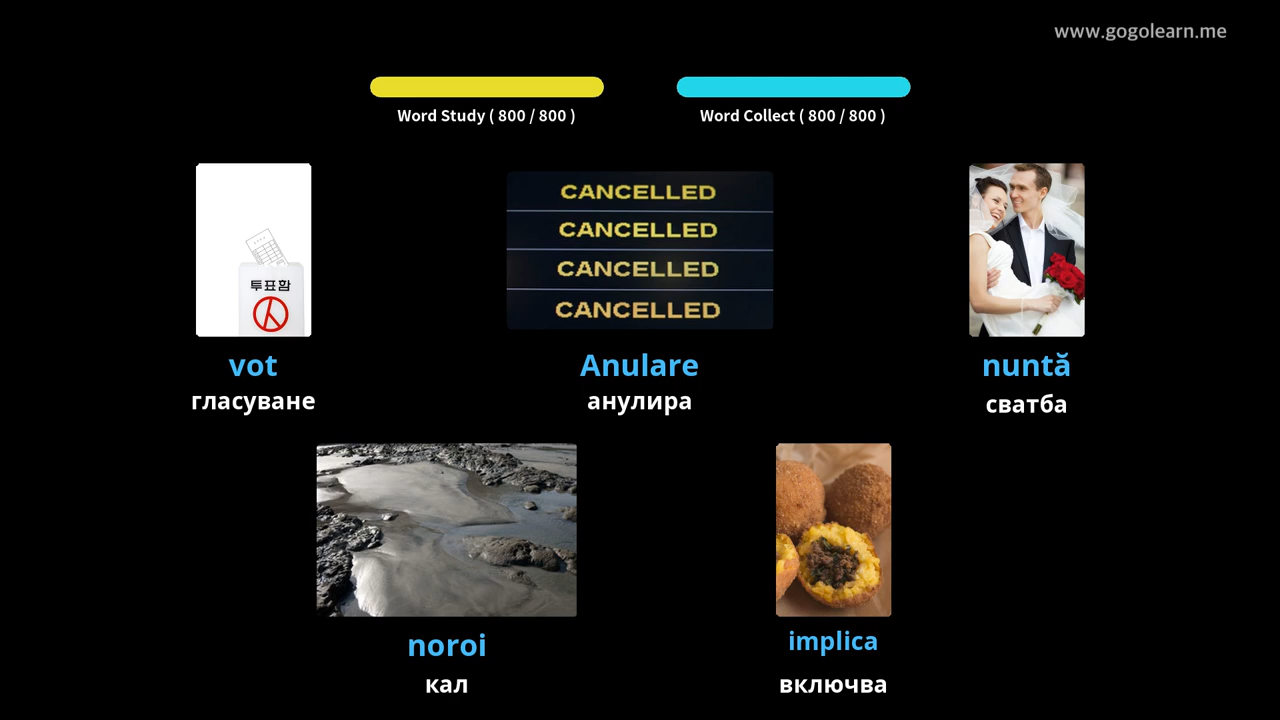 www.gogolearn.me
Word Study ( 800 / 800 )
Word Collect ( 800 / 800 )
투표함
CANCELLED
CANCELLED
CANCELLED
CANCELLED
vot
Anulare
nuntă
гласуване
анулира
сватба
noroi
implica
кал
включва